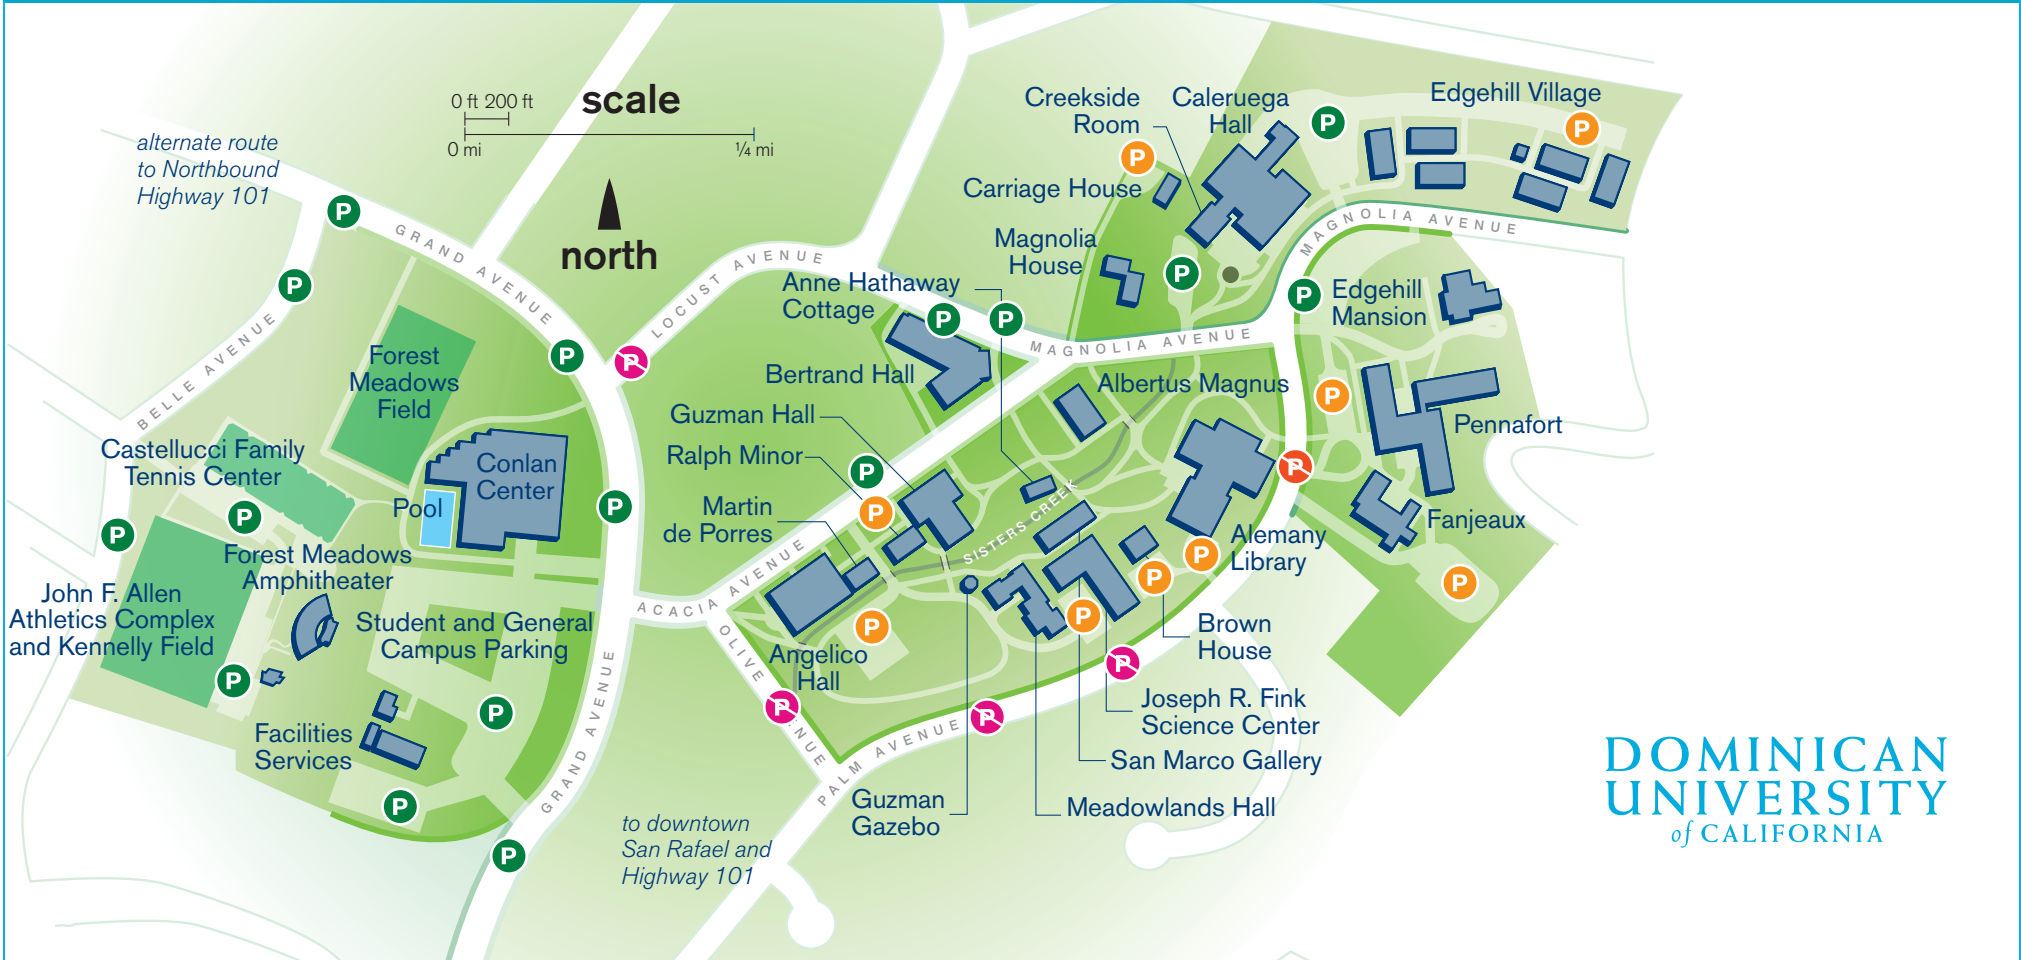 0 ft 200 ft
scale
0 mi
¼ mi
north
alternate route
to Northbound
Highway 101
GRAND AVENUE
LOCUST AVENUE
BELLE AVENUE
Creekside
Room
Caleruega
Hall
Edgehill Village
P
P
P
Carriage House
Magnolia
House
P
MAGNOLIA AVENUE
P
P
Anne Hathaway
Cottage
P
P
P
Edgehill
Mansion
MAGNOLIA AVENUE
Forest
Meadows
Field
P
P
Bertrand Hall
Albertus Magnus
P
Pennafort
Guzman Hall
Ralph Minor
P
P
Castellucci Family
Tennis Center
Conlan
Center
Pool
P
P
P
P
Martin
de Porres
SISTERS CREEK
Fanjeaux
Alemany
Library
P
P
P
Forest Meadows
Amphitheater
ACACIA AVENUE
John F. Allen
Athletics Complex
and Kennelly Field
Student and General
Campus Parking
P
P
Brown
House
Angelico
Hall
OLIVE
NUE
P
P
P
P
P
Joseph R. Fink
Science Center
San Marco Gallery
Facilities
Services
GRAND AVENUE
PALM AVENUE
Guzman
Gazebo
Meadowlands Hall
P
P
to downtown
San Rafael and
Highway 101
DOMINICAN
UNIVERSITY
of CALIFORNIA